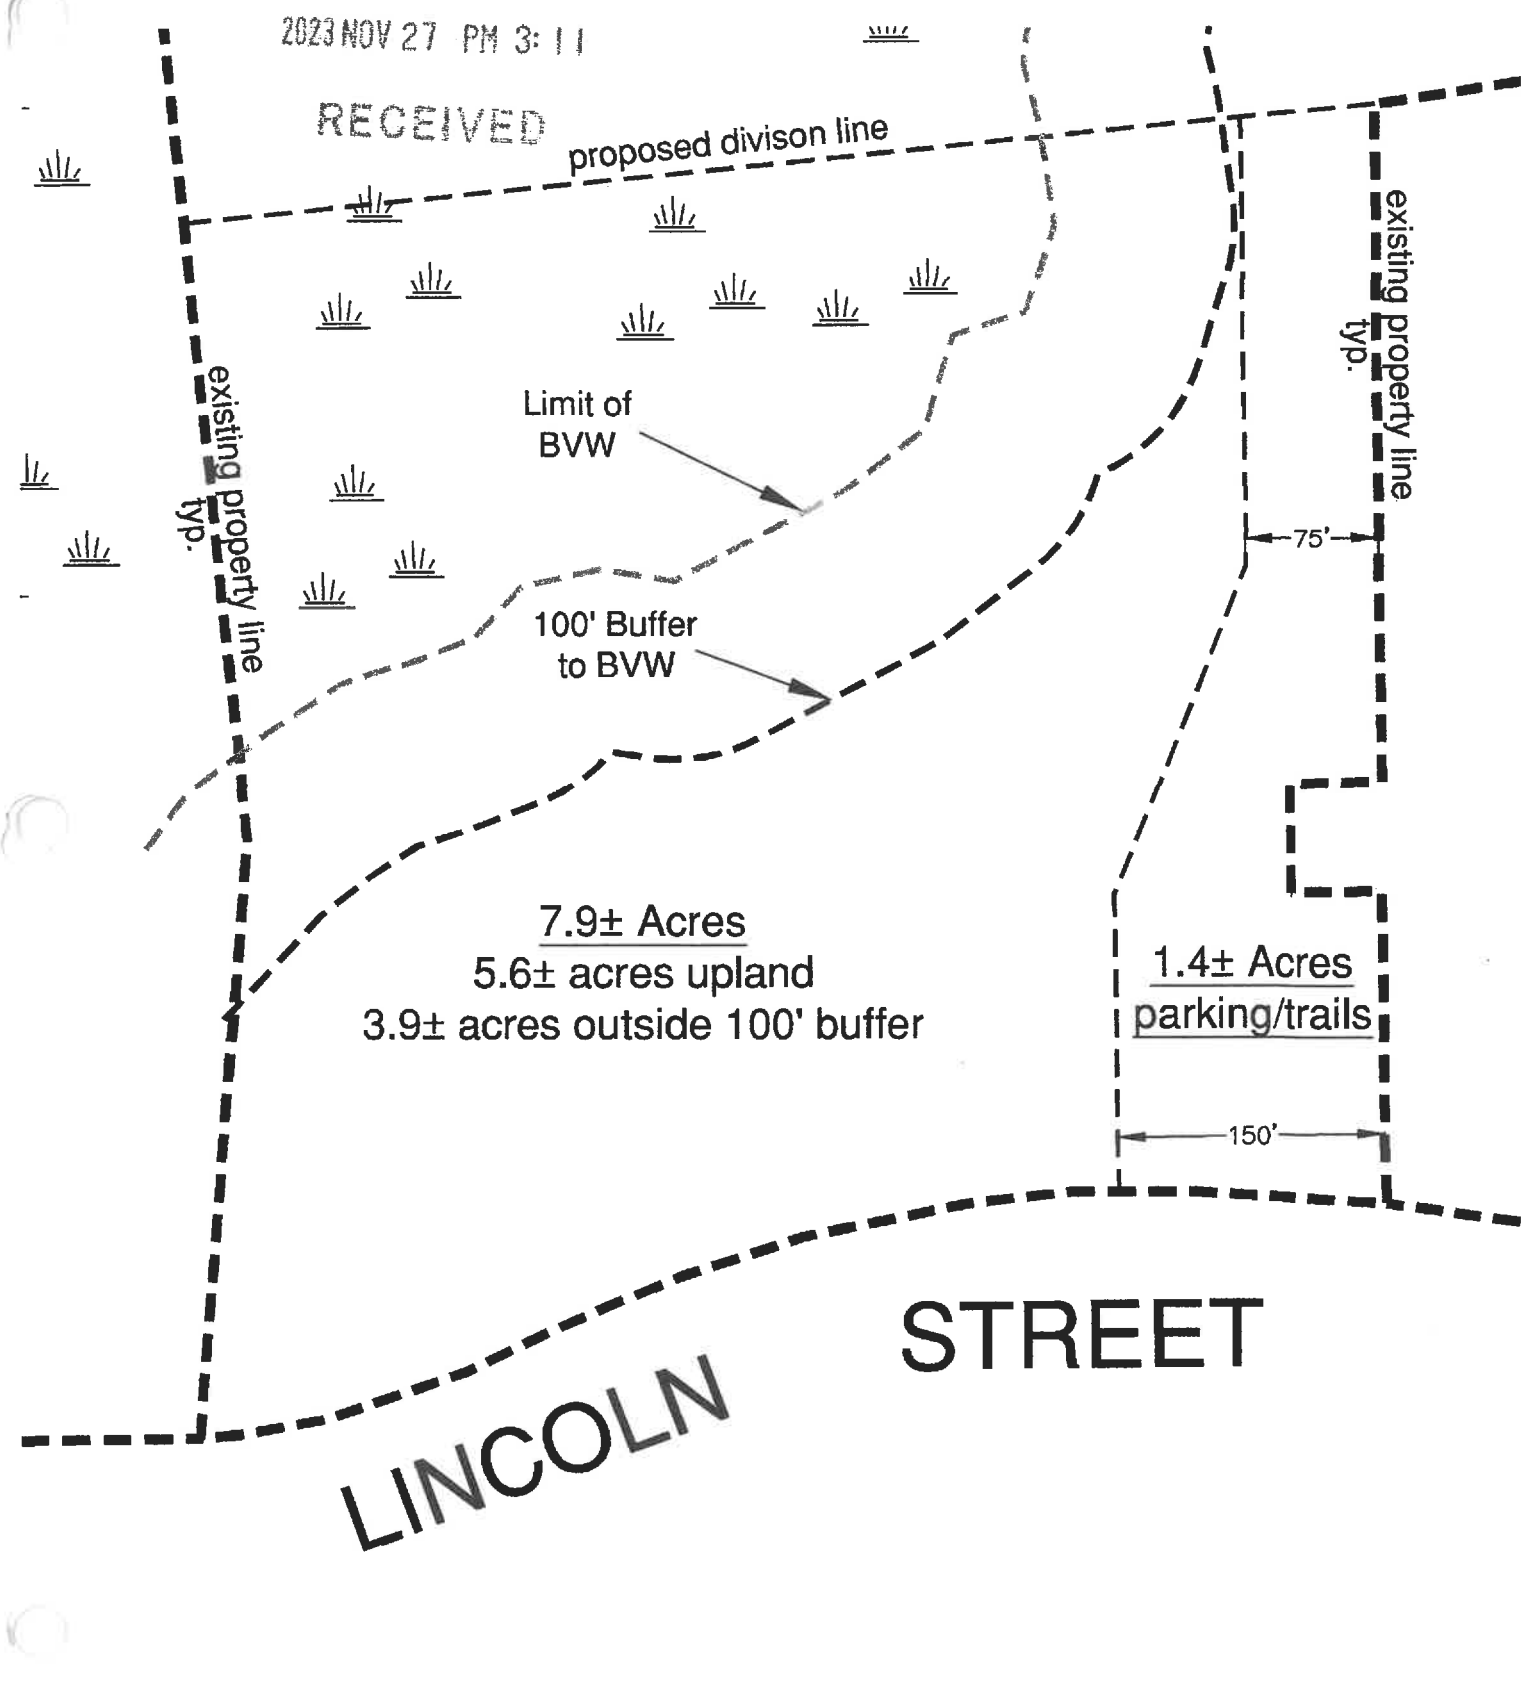 2023 NOV 27 PM 3:11
RECEIVED
proposed divison line
existing property line
typ.
existing property line
typ.
Limit of
BVW
75'
100' Buffer
to BVW
7.9± Acres
5.6± acres upland
3.9± acres outside 100' buffer
1.4± Acres
parking/trails
150'
LINCOLN STREET